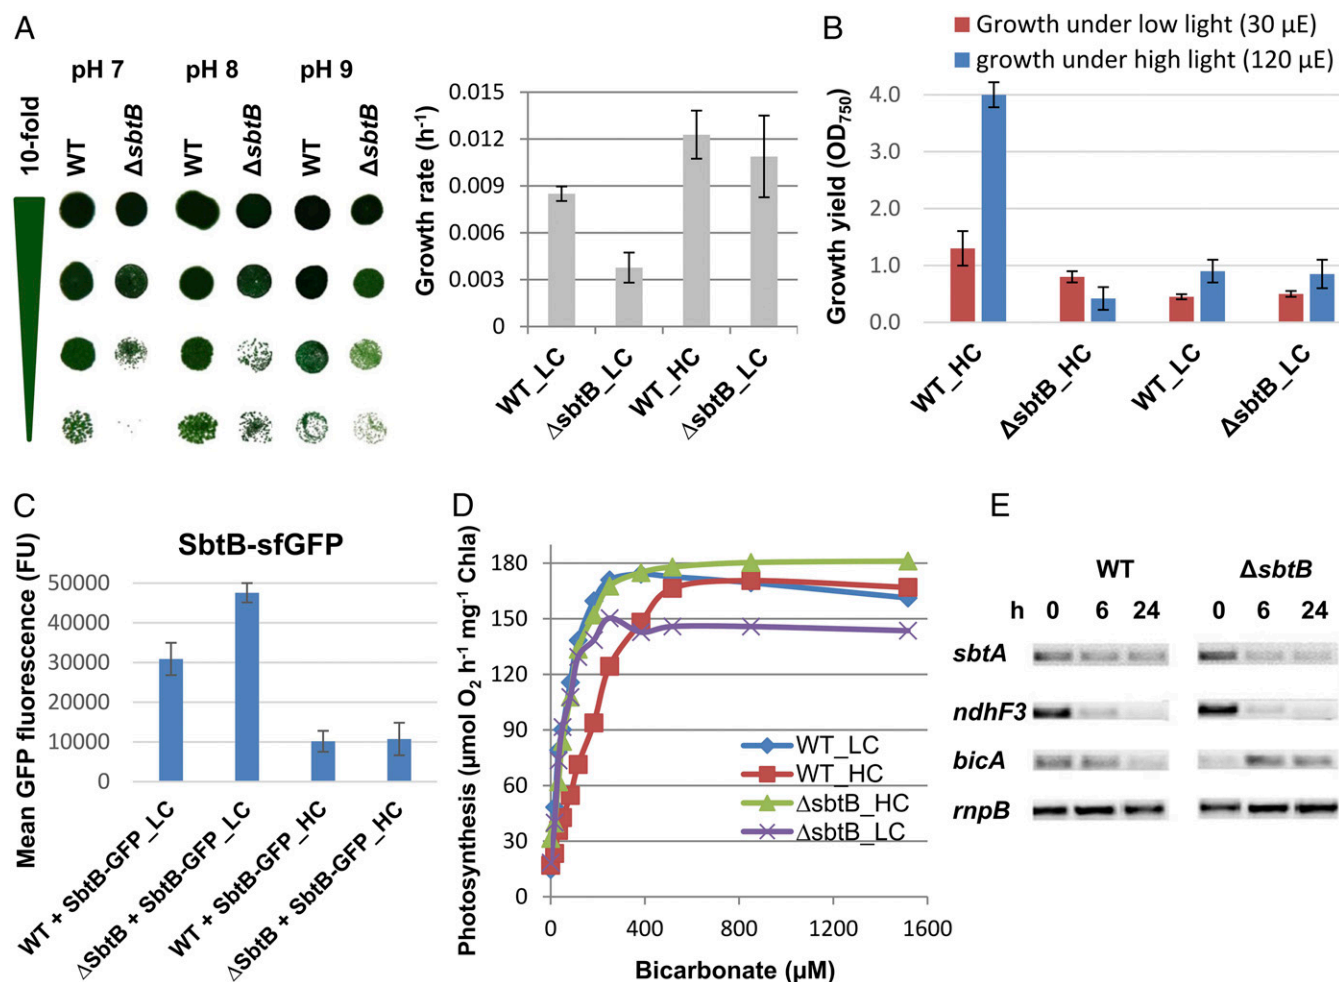 A
pH 7 pH 8 pH 9
10-fold
WT
ΔsbtB
WT
ΔsbtB
WT
ΔsbtB
Growth rate (h⁻¹)
0.015
0.012
0.009
0.006
0.003
0
WT_LC
ΔsbtB_LC
WT_HC
ΔsbtB_LC
B
Growth under low light (30 µE)
growth under high light (120 µE)
Growth yield (OD₇₅₀)
4.0
4.0
2.0
1.0
0.0
WT_HC
ΔsbtB_HC
WT_LC
ΔsbtB_LC
C
SbtB-sfGFP
Mean GFP fluorescence (FU)
50000
40000
30000
20000
10000
0
WT + SbtB-GFP_LC
ΔSbtB + SbtB-GFP_LC
WT + SbtB-GFP_HC
ΔSbtB + SbtB-GFP_HC
D
Photosynthesis (µmol O₂ h⁻¹ mg⁻¹ Chla)
180
150
120
90
60
30
0
WT_LC
WT_HC
ΔsbtB_HC
ΔsbtB_LC
0 400 800 1200 1600
Bicarbonate (µM)
E
WT ΔsbtB
h 0 6 24 0 6 24
sbtA
ndhF3
bicA
rnpB